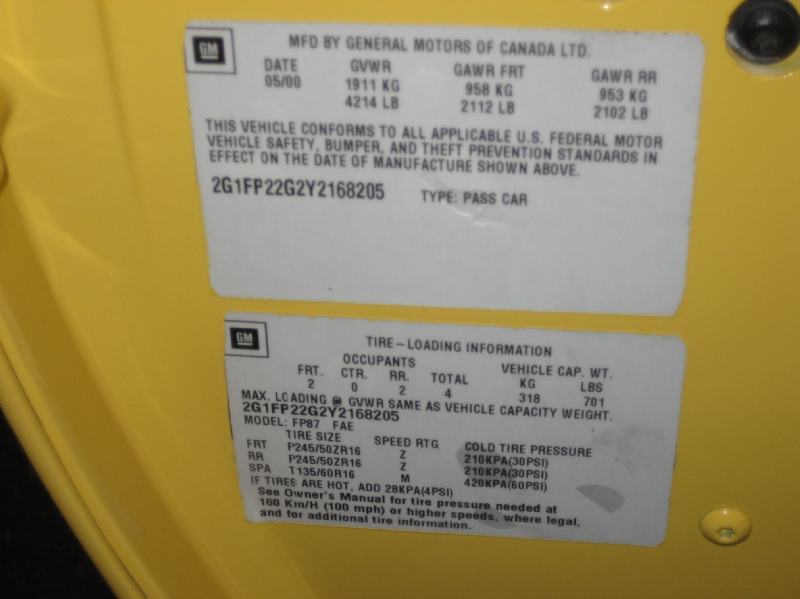 GM
MFD BY GENERAL MOTORS OF CANADA LTD.
DATE GVWR GAWR FRT GAWR RR
05/00 1911 KG 958 KG 953 KG
4214 LB 2112 LB 2102 LB
THIS VEHICLE CONFORMS TO ALL APPLICABLE U.S. FEDERAL MOTOR
VEHICLE SAFETY, BUMPER, AND THEFT PREVENTION STANDARDS IN
EFFECT ON THE DATE OF MANUFACTURE SHOWN ABOVE.
2G1FP22G2Y2168205 TYPE: PASS CAR
GM
TIRE-LOADING INFORMATION
OCCUPANTS VEHICLE CAP. WT.
FRT. CTR. RR. TOTAL KG LBS
2 0 2 4 318 701
MAX. LOADING @ GVWR SAME AS VEHICLE CAPACITY WEIGHT.
2G1FP22G2Y2168205
MODEL: FP87 FAE
TIRE SIZE SPEED RTG COLD TIRE PRESSURE
FRT P245/50ZR16 Z 210KPA(30PSI)
RR P245/50ZR16 Z 210KPA(30PSI)
SPA T135/60R16 M 420KPA(60PSI)
IF TIRES ARE HOT, ADD 28KPA(4PSI)
See Owner's Manual for tire pressure needed at
160 Km/H (100 mph) or higher speeds, where legal,
and for additional tire information.